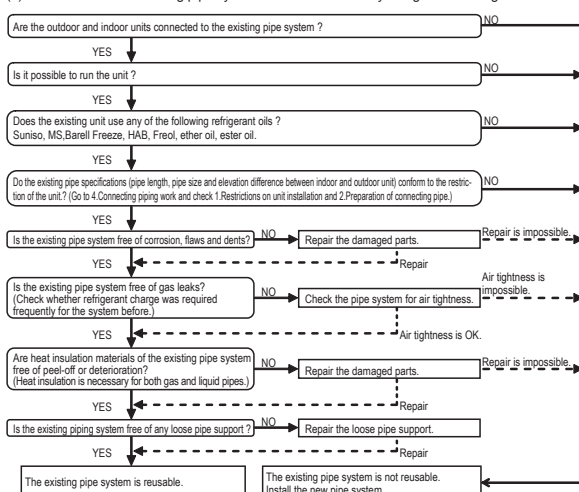 Are the outdoor and indoor units connected to the existing pipe system ?
NO
YES
Is it possible to run the unit ?
NO
YES
Does the existing unit use any of the following refrigerant oils ?
Suniso, MS,Barell Freeze, HAB, Freol, ether oil, ester oil.
NO
YES
Do the existing pipe specifications (pipe length, pipe size and elevation difference between indoor and outdoor unit) conform to the restric-
tion of the unit.? (Go to 4.Connecting piping work and check 1.Restrictions on unit installation and 2.Preparation of connecting pipe.)
NO
YES
Is the existing pipe system free of corrosion, flaws and dents?
NO
Repair the damaged parts.
Repair is impossible.
YES
Repair
Is the existing pipe system free of gas leaks?
(Check whether refrigerant charge was required
frequently for the system before.)
NO
Check the pipe system for air tightness.
Air tightness is
impossible.
YES
Air tightness is OK.
Are heat insulation materials of the existing pipe system
free of peel-off or deterioration?
(Heat insulation is necessary for both gas and liquid pipes.)
NO
Repair the damaged parts.
Repair is impossible.
YES
Repair
Is the existing piping system free of any loose pipe support ?
NO
Repair the loose pipe support.
YES
Repair
The existing pipe system is reusable.
The existing pipe system is not reusable.
Install the new pipe system.